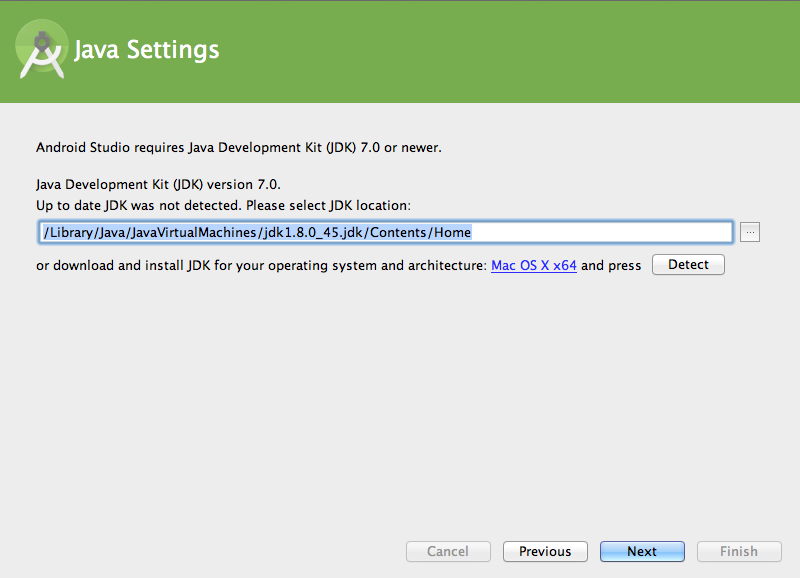 Java Settings
Android Studio requires Java Development Kit (JDK) 7.0 or newer.
Java Development Kit (JDK) version 7.0.
Up to date JDK was not detected. Please select JDK location:
/Library/Java/JavaVirtualMachines/jdk1.8.0_45.jdk/Contents/Home
...
or download and install JDK for your operating system and architecture: Mac OS X x64 and press Detect
Cancel Previous Next Finish